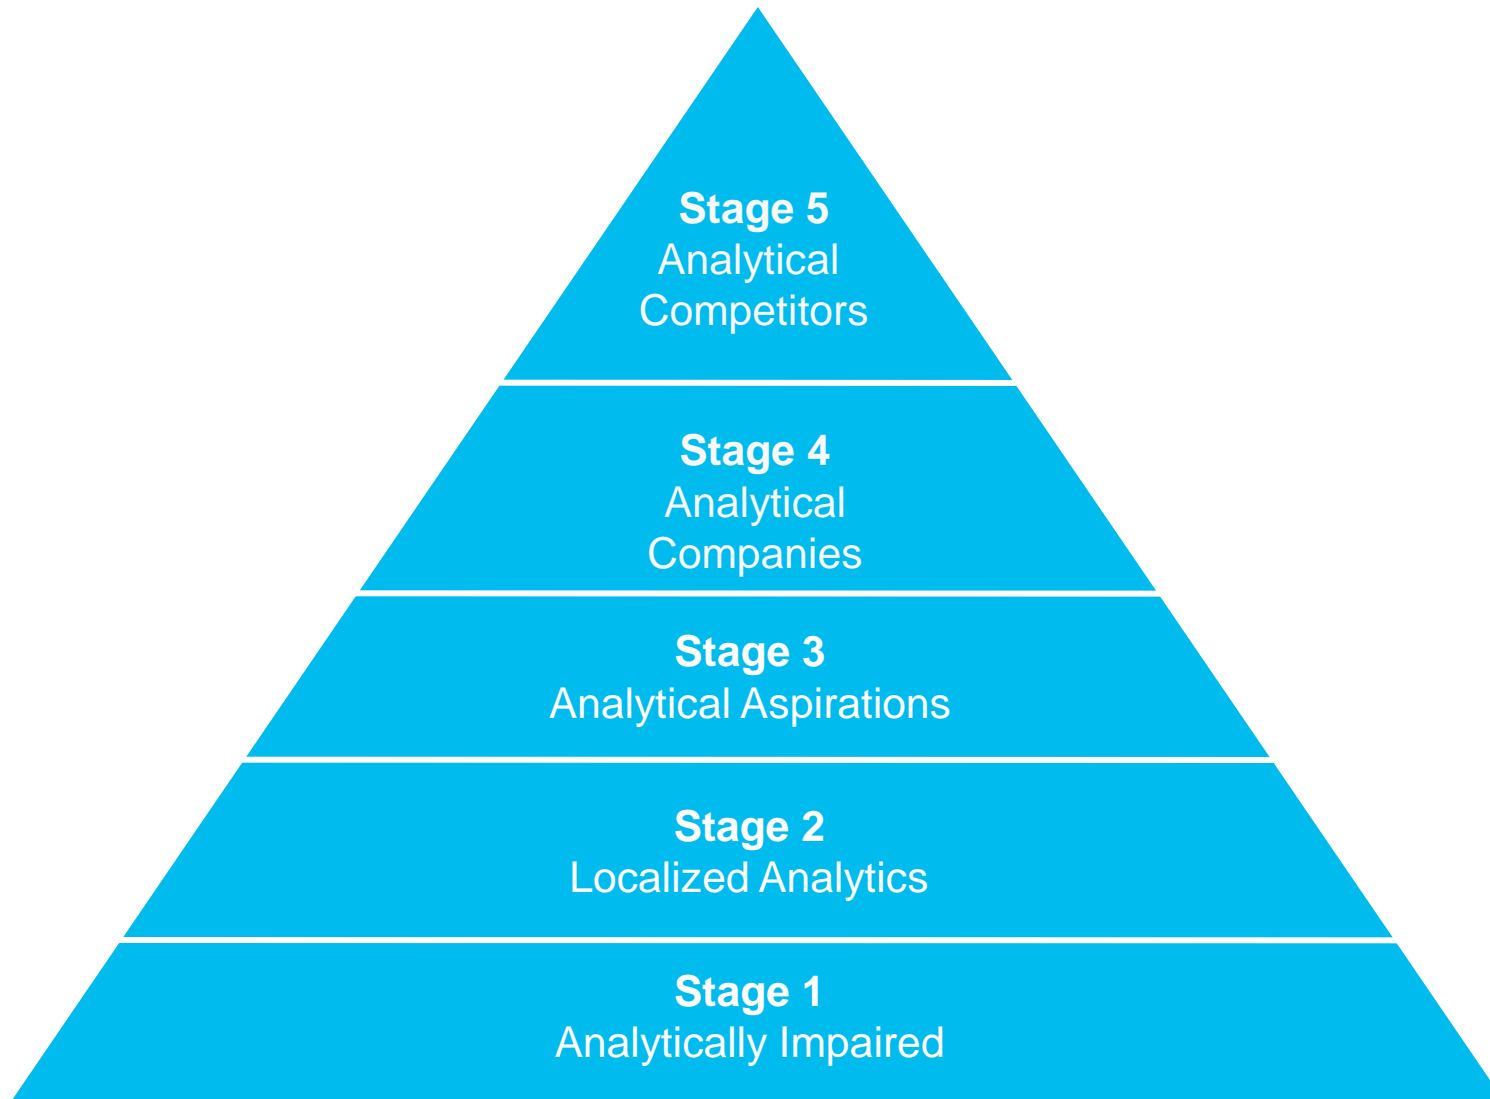 Stage 5
Analytical
Competitors
Stage 4
Analytical
Companies
Stage 3
Analytical Aspirations
Stage 2
Localized Analytics
Stage 1
Analytically Impaired